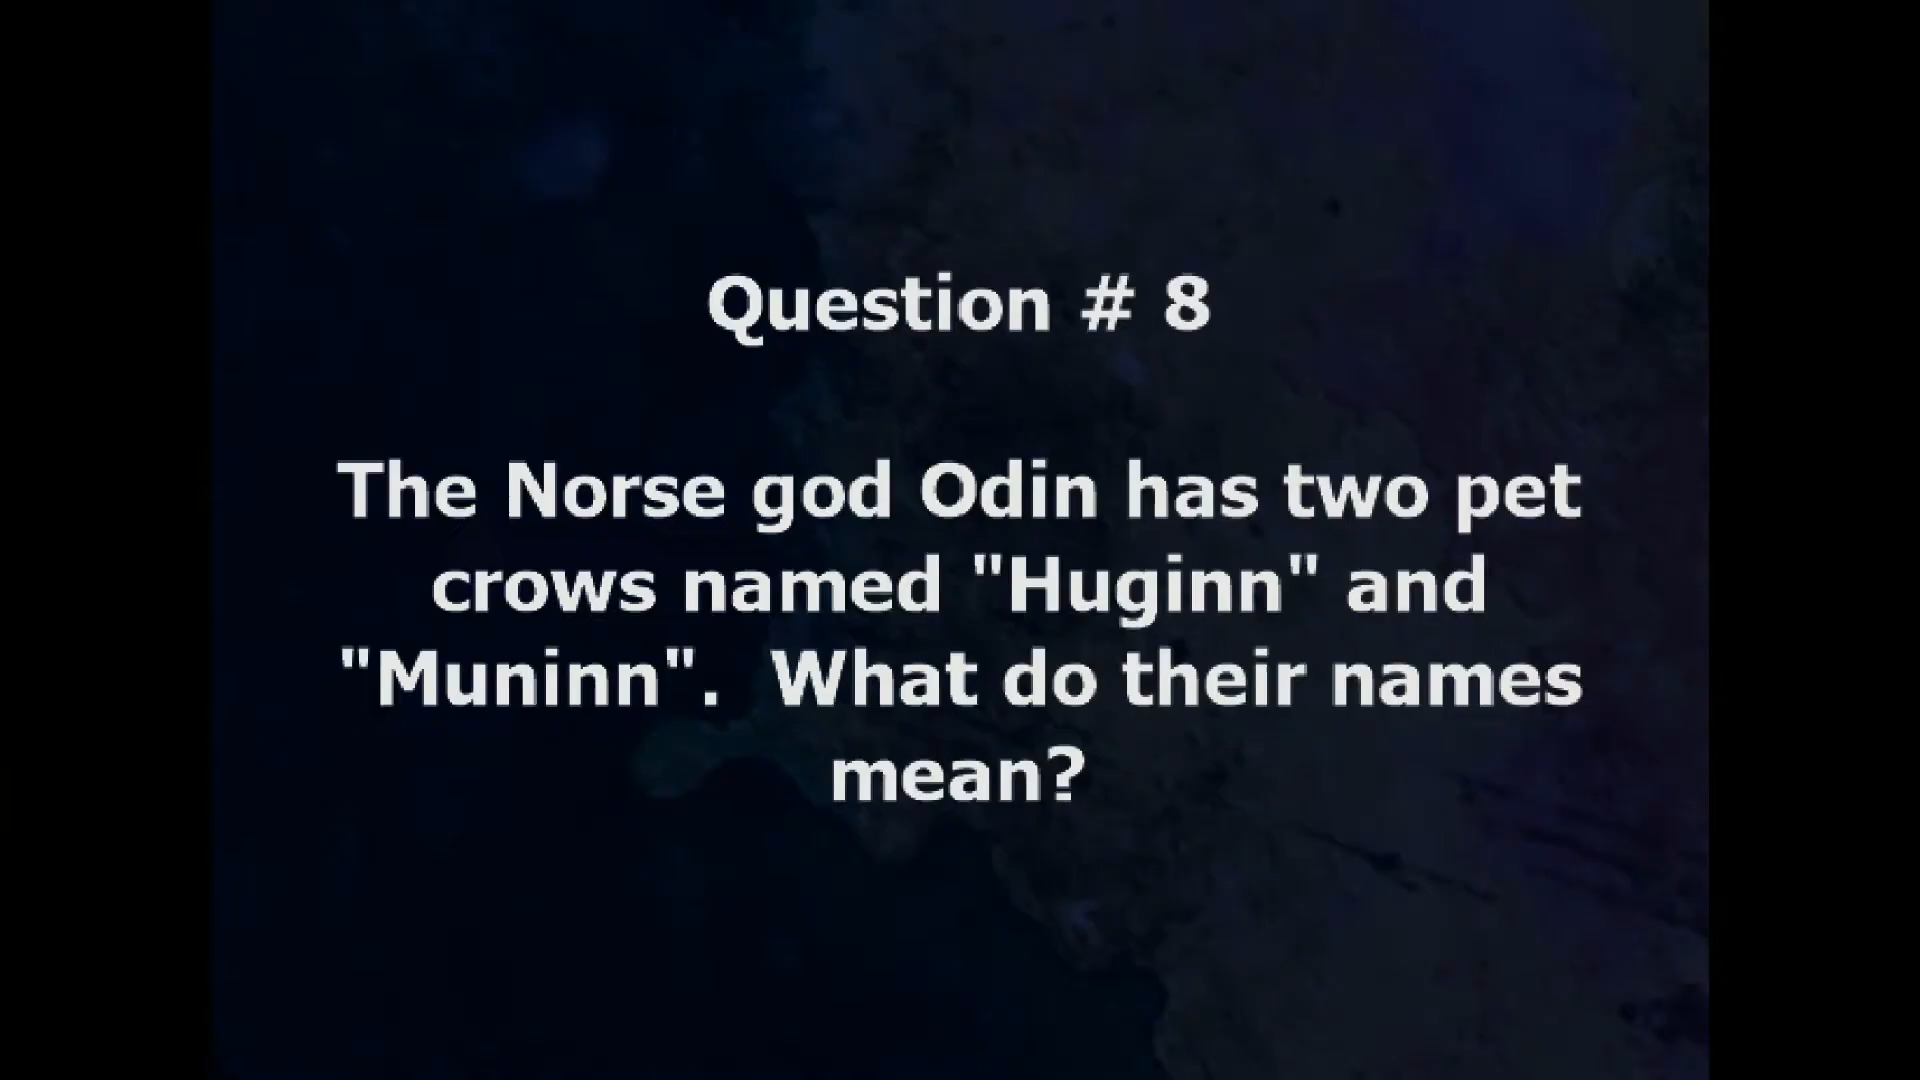 Question # 8
The Norse god Odin has two pet
crows named "Huginn" and
"Muninn".  What do their names
mean?